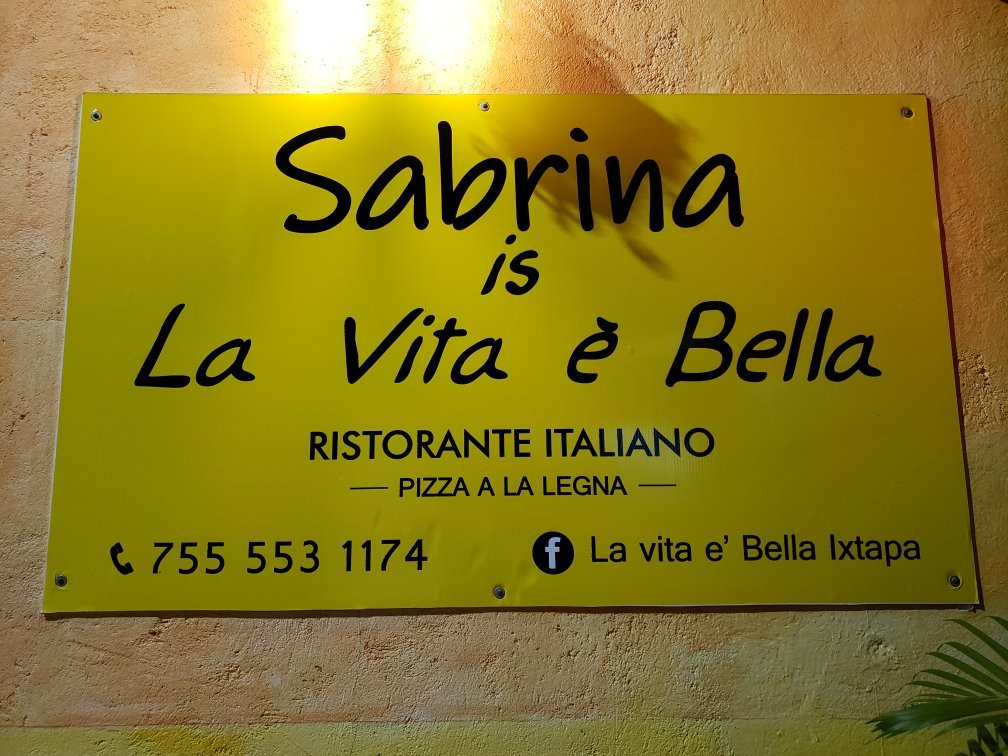 Sabrina
is
La Vita è Bella
RISTORANTE ITALIANO
PIZZA A LA LEGNA
755 553 1174
La vita e' Bella Ixtapa